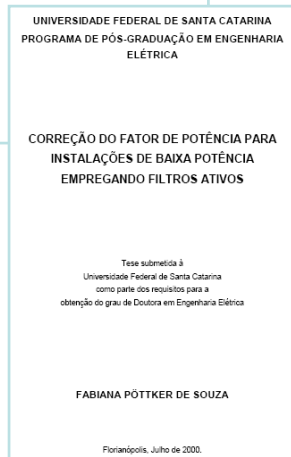 UNIVERSIDADE FEDERAL DE SANTA CATARINA
PROGRAMA DE PÓS-GRADUAÇÃO EM ENGENHARIA
ELÉTRICA
CORREÇÃO DO FATOR DE POTÊNCIA PARA
INSTALAÇÕES DE BAIXA POTÊNCIA
EMPREGANDO FILTROS ATIVOS
Tese submetida à
Universidade Federal de Santa Catarina
como parte dos requisitos para a
obtenção do grau de Doutora em Engenharia Elétrica
FABIANA PÖTTKER DE SOUZA
Florianópolis, Julho de 2000.